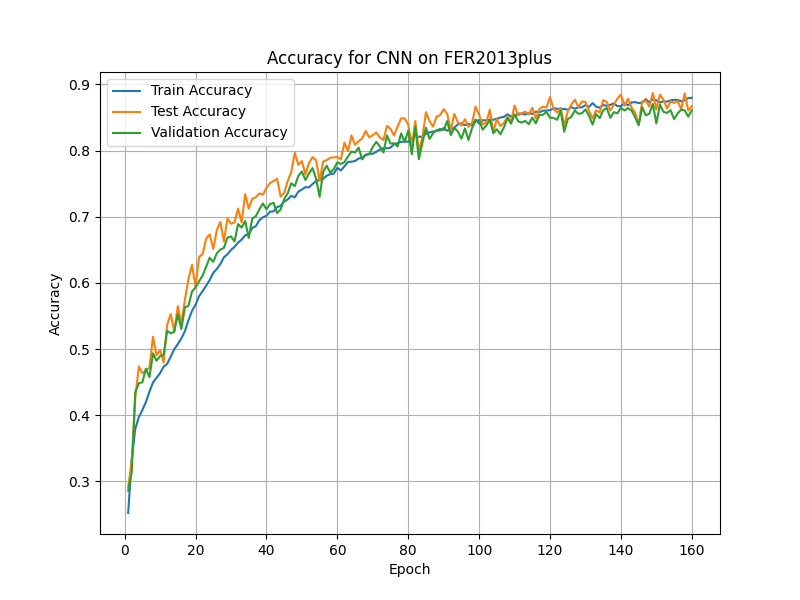 Accuracy for CNN on FER2013plus
Train Accuracy
Test Accuracy
Validation Accuracy
0.9
0.8
0.7
0.6
0.5
0.4
0.3
Accuracy
0 20 40 60 80 100 120 140 160
Epoch